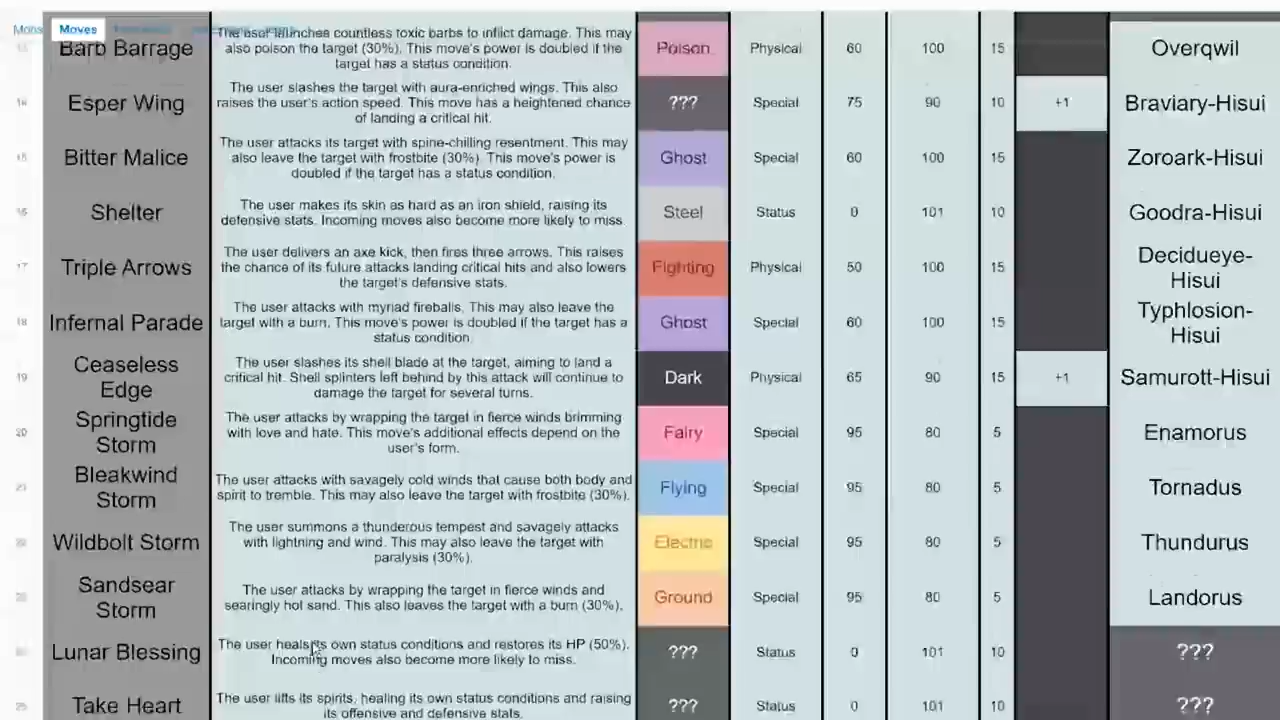 Mons Moves
13 Barb Barrage The user launches countless toxic barbs to inflict damage. This may
also poison the target (30%). This move's power is doubled if the
target has a status condition. Poison Physical 60 100 15 Overqwil
14 Esper Wing The user slashes the target with aura-enriched wings. This also
raises the user's action speed. This move has a heightened chance
of landing a critical hit. ??? Special 75 90 10 +1 Braviary-Hisui
15 Bitter Malice The user attacks its target with spine-chilling resentment. This may
also leave the target with frostbite (30%). This move's power is
doubled if the target has a status condition. Ghost Special 60 100 15 Zoroark-Hisui
16 Shelter The user makes its skin as hard as an iron shield, raising its
defensive stats. Incoming moves also become more likely to miss Steel Status 0 101 10 Goodra-Hisui
17 Triple Arrows The user delivers an axe kick, then fires three arrows. This raises
the chance of its future attacks landing critical hits and also lowers
the target's defensive stats. Fighting Physical 50 100 15 Decidueye-
Hisui
18 Infernal Parade The user attacks with myriad fireballs. This may also leave the
target with a burn. This move's power is doubled if the target has a
status condition. Ghost Special 60 100 15 Typhlosion-
Hisui
19 Ceaseless
Edge The user slashes its shell blade at the target, aiming to land a
critical hit. Shell splinters left behind by this attack will continue to
damage the target for several turns. Dark Physical 65 90 15 +1 Samurott-Hisui
20 Springtide
Storm The user attacks by wrapping the target in fierce winds brimming
with love and hate. This move's additional effects depend on the
user's form. Fairy Special 95 80 5 Enamorus
21 Bleakwind
Storm The user attacks with savagely cold winds that cause both body and
spirit to tremble. This may also leave the target with frostbite (30%). Flying Special 95 80 5 Tornadus
22 Wildbolt Storm The user summons a thunderous tempest and savagely attacks
with lightning and wind. This may also leave the target with
paralysis (30%). Electric Special 95 80 5 Thundurus
23 Sandsear
Storm The user attacks by wrapping the target in fierce winds and
searingly hot sand. This also leaves the target with a burn (30%). Ground Special 95 80 5 Landorus
24 Lunar Blessing The user heals its own status conditions and restores its HP (50%).
Incoming moves also become more likely to miss. ??? Status 0 101 10 ???
25 Take Heart The user lifts its spirits, healing its own status conditions and raising
its offensive and defensive stats. ??? Status 0 101 10 ???